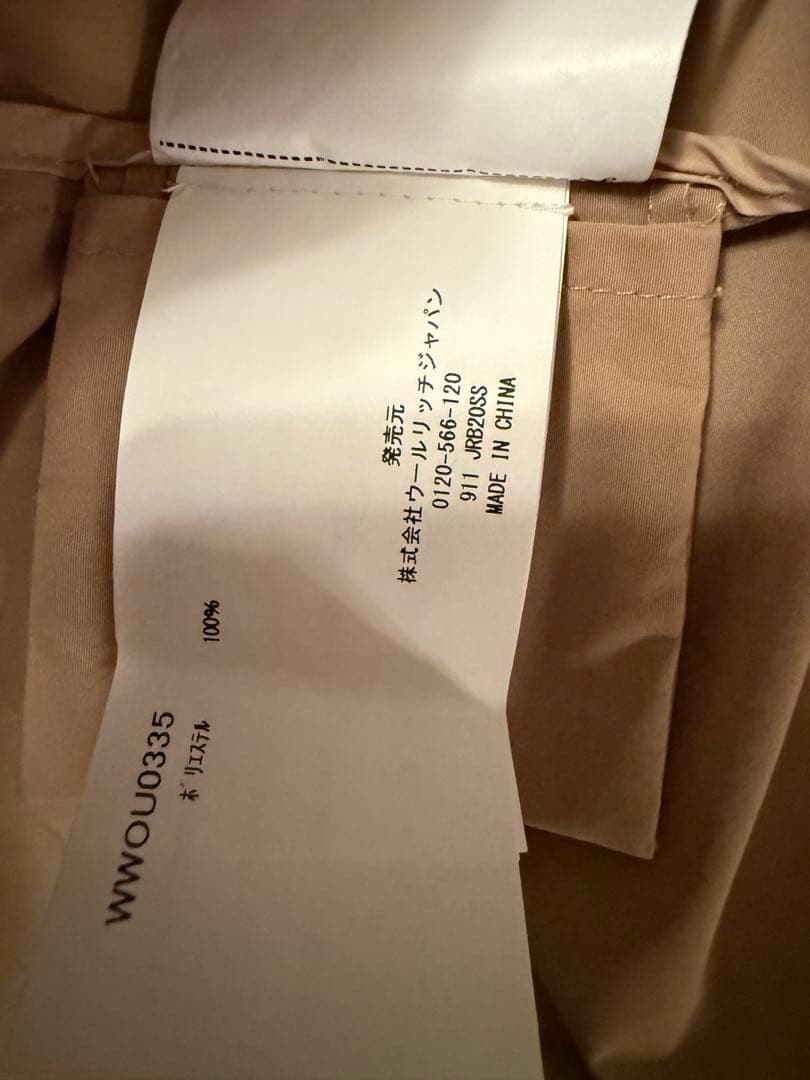 WWOU0335
ﾎﾟﾘｴｽﾃﾙ 100%
発売元
株式会社ウールリッチジャパン
0120-566-120
911 JRB20SS
MADE IN CHINA